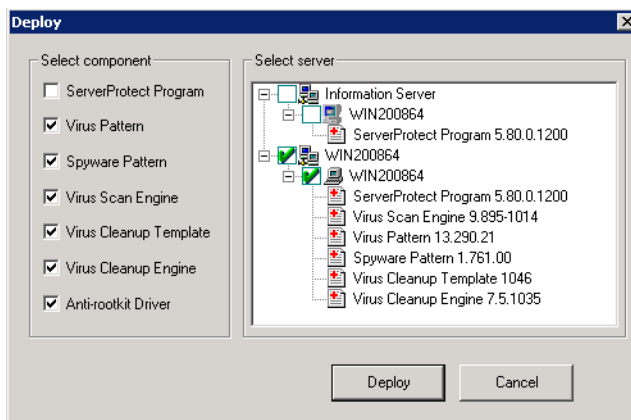 Deploy
Select component
ServerProtect Program
Virus Pattern
Spyware Pattern
Virus Scan Engine
Virus Cleanup Template
Virus Cleanup Engine
Anti-rootkit Driver
Select server
Information Server
WIN200864
ServerProtect Program 5.80.0.1200
WIN200864
WIN200864
ServerProtect Program 5.80.0.1200
Virus Scan Engine 9.895-1014
Virus Pattern 13.290.21
Spyware Pattern 1.761.00
Virus Cleanup Template 1046
Virus Cleanup Engine 7.5.1035
Deploy
Cancel